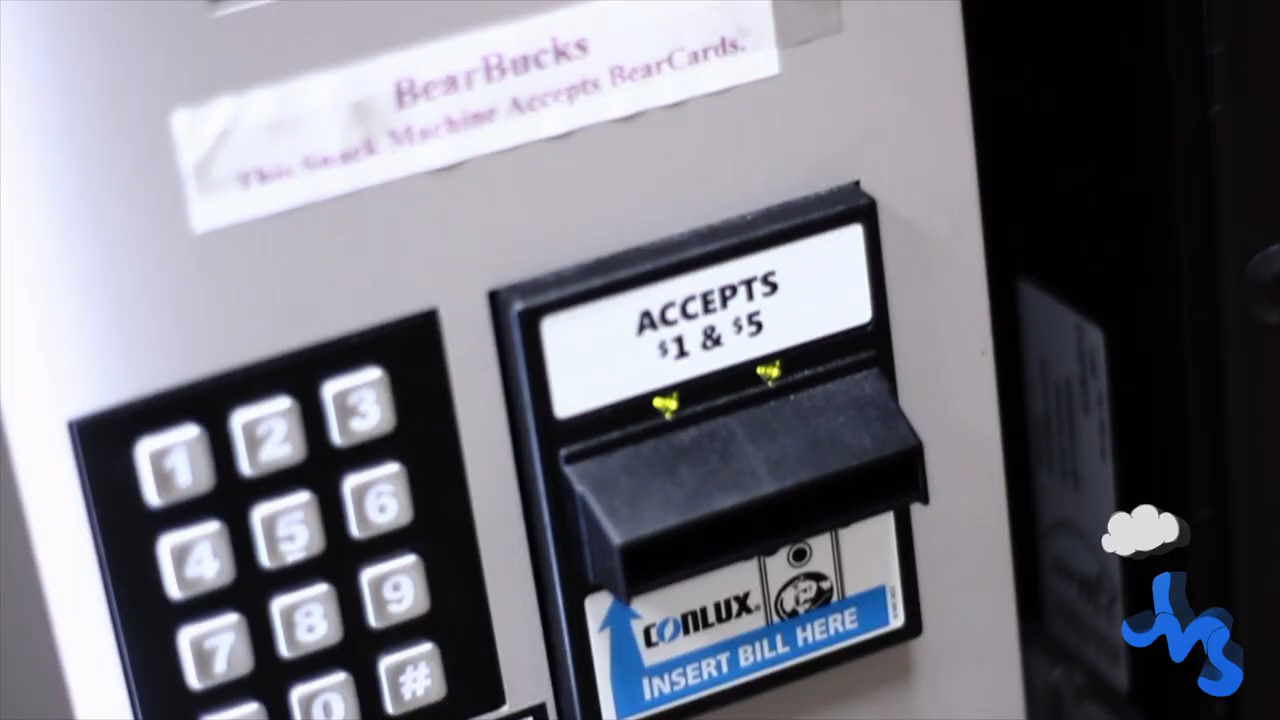 BearBucks
This Snack Machine Accepts BearCards.
ACCEPTS
$1 & $5
1 2 3
4 5 6
7 8 9
0 #
CONLUX.
INSERT BILL HERE
JMS